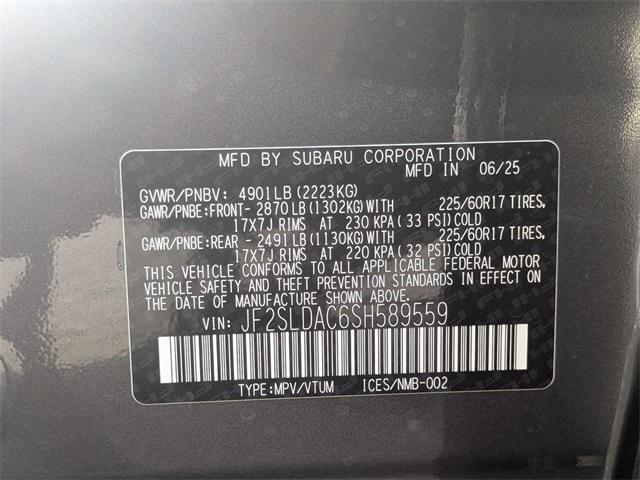 MFD BY SUBARU CORPORATION
MFD IN 06/25
GVWR/PNBV: 4901LB(2223KG)
GAWR/PNBE:FRONT- 2870LB(1302KG)WITH 225/60R17 TIRES,
17X7J RIMS AT 230 KPA(33 PSI)COLD
GAWR/PNBE:REAR - 2491LB(1130KG)WITH 225/60R17 TIRES,
17X7J RIMS AT 220 KPA(32 PSI)COLD
THIS VEHICLE CONFORMS TO ALL APPLICABLE FEDERAL MOTOR
VEHICLE SAFETY AND THEFT PREVENTION STANDARDS IN EFFECT ON
THE DATE OF MANUFACTURE SHOWN ABOVE.
VIN: JF2SLDAC6SH589559
TYPE:MPV/VTUM ICES/NMB-002